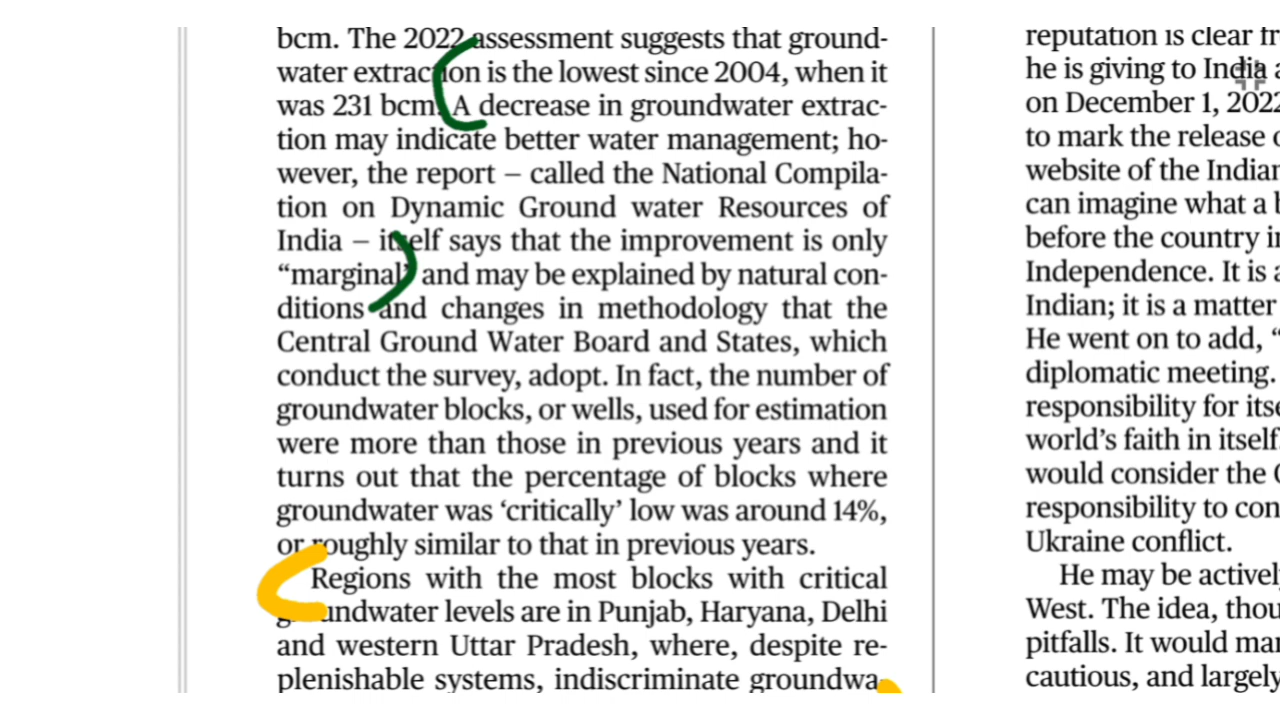 bcm. The 2022 assessment suggests that ground-
water extraction is the lowest since 2004, when it
was 231 bcm. A decrease in groundwater extrac-
tion may indicate better water management; ho-
wever, the report – called the National Compila-
tion on Dynamic Ground water Resources of
India – itself says that the improvement is only
“marginal” and may be explained by natural con-
ditions and changes in methodology that the
Central Ground Water Board and States, which
conduct the survey, adopt. In fact, the number of
groundwater blocks, or wells, used for estimation
were more than those in previous years and it
turns out that the percentage of blocks where
groundwater was ‘critically’ low was around 14%,
or roughly similar to that in previous years.
Regions with the most blocks with critical
groundwater levels are in Punjab, Haryana, Delhi
and western Uttar Pradesh, where, despite re-
plenishable systems, indiscriminate groundwa-
reputation is clear
he is giving to India
on December 1, 2022
to mark the release
website of the Indian
can imagine what a
before the country
Independence. It is
Indian; it is a matter
He went on to add, “
diplomatic meeting.
responsibility for
world’s faith in itself
would consider the
responsibility to
Ukraine conflict.
He may be actively
West. The idea,
pitfalls. It would
cautious, and largely